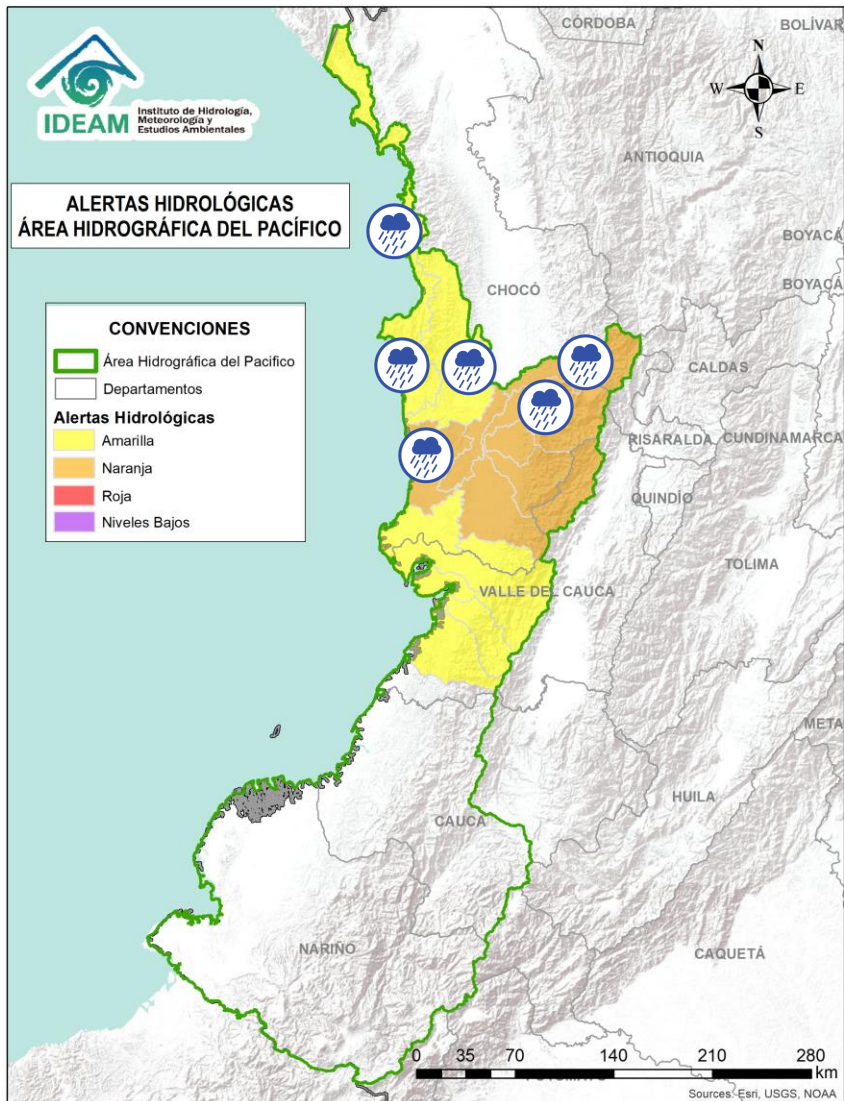 IDEAM
Instituto de Hidrología,
Meteorología y
Estudios Ambientales
ALERTAS HIDROLÓGICAS
ÁREA HIDROGRÁFICA DEL PACÍFICO
CONVENCIONES
Área Hidrográfica del Pacifico
Departamentos
Alertas Hidrológicas
Amarilla
Naranja
Roja
Niveles Bajos
N
W
E
S
CÓRDOBA
BOLÍVAR
ANTIOQUIA
BOYACÁ
BOYACÁ
CHOCÓ
CALDAS
RISARALDA
CUNDINAMARCA
QUINDÍO
TOLIMA
VALLE DEL CAUCA
META
HUILA
CAUCA
NARIÑO
CAQUETÁ
0 35 70 140 210 280
km
Sources: Esri, USGS, NOAA